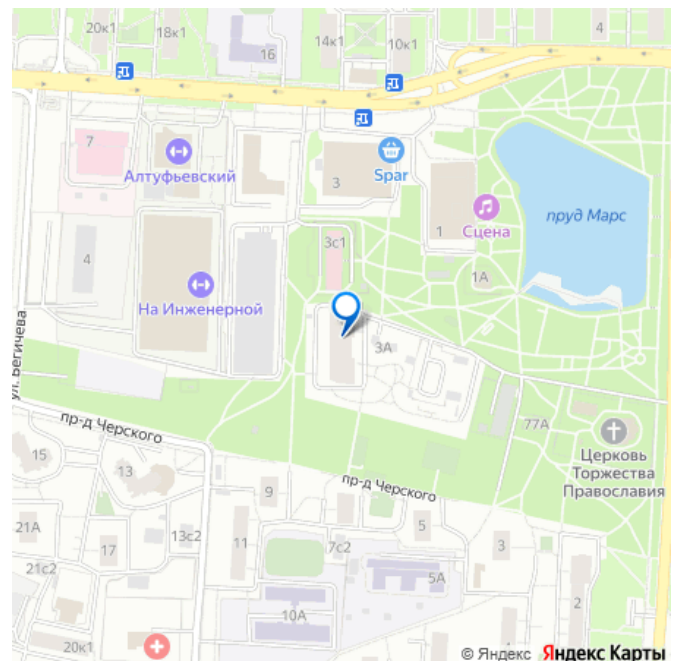 20к1
18к1
16
14к1
10к1
4
7
Алтуфьевский
3
Spar
1
Сцена
пруд Марс
3с1
4
1А
На Инженерной
ул. Бегичева
3А
77А
пр-д Черского
Церковь
Торжества
Православия
15
13
пр-д Черского
9
21А
13с2
11
7с2
5
3
17
21с2
5А
10А
2
20к1
© Яндекс Яндекс Карты